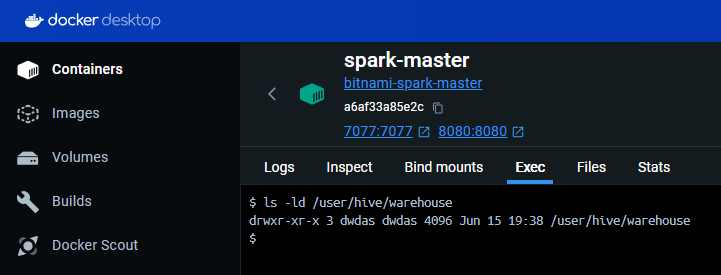 docker desktop
Containers
Images
Volumes
Builds
Docker Scout
spark-master
bitnami-spark-master
a6af33a85e2c
7077:7077 8080:8080
Logs Inspect Bind mounts Exec Files Stats
$ ls -ld /user/hive/warehouse
drwxr-xr-x 3 dwdas dwdas 4096 Jun 15 19:38 /user/hive/warehouse
$